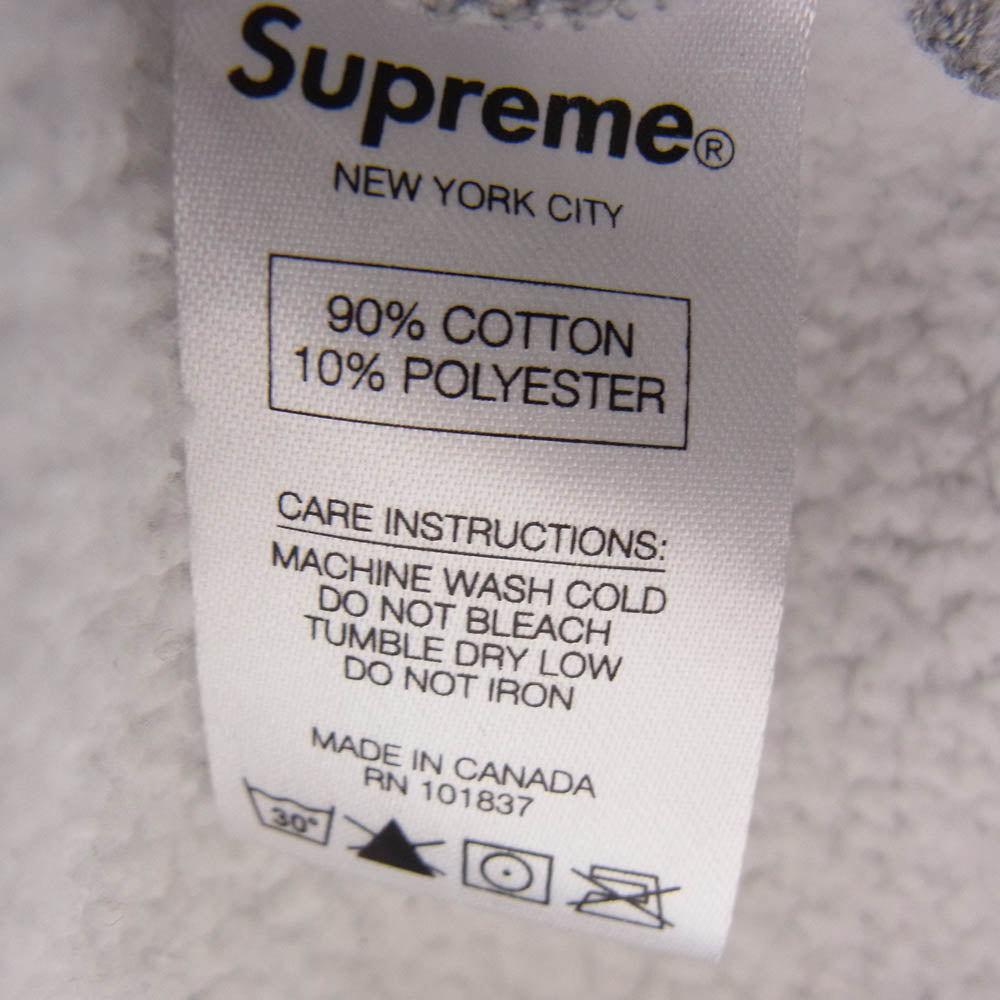 Supreme®
NEW YORK CITY
90% COTTON
10% POLYESTER
CARE INSTRUCTIONS:
MACHINE WASH COLD
DO NOT BLEACH
TUMBLE DRY LOW
DO NOT IRON
MADE IN CANADA
RN 101837
30°